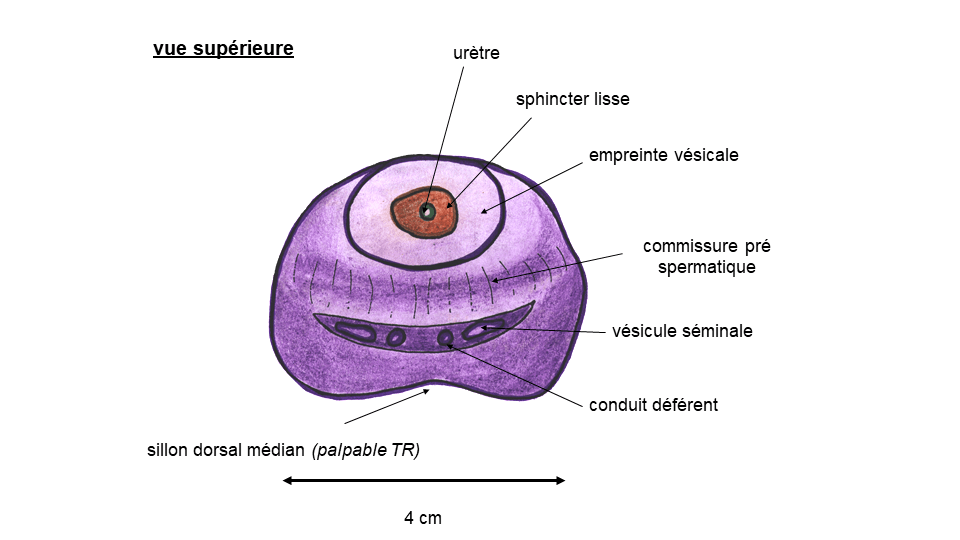 vue supérieure
urètre
sphincter lisse
empreinte vésicale
commissure pré
spermatique
vésicule séminale
conduit déférent
sillon dorsal médian (palpable TR)
4 cm